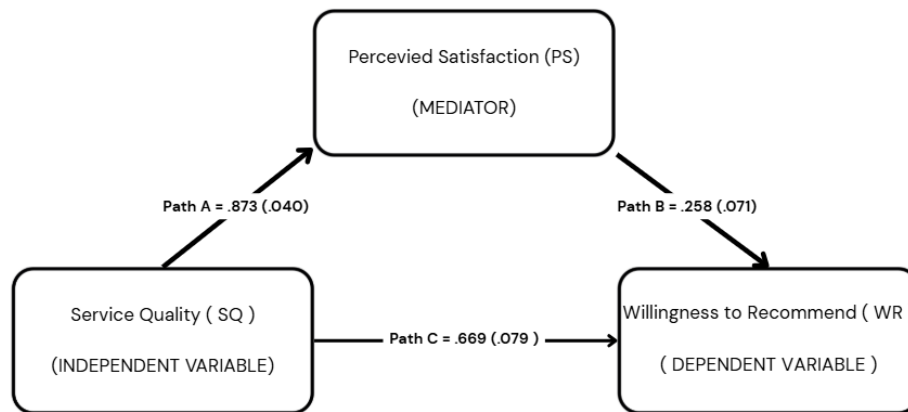 Percevied Satisfaction (PS)
(MEDIATOR)
Path A = .873 (.040)
Path B = .258 (.071)
Service Quality ( SQ )
(INDEPENDENT VARIABLE)
Path C = .669 (.079 )
Willingness to Recommend ( WR
( DEPENDENT VARIABLE )